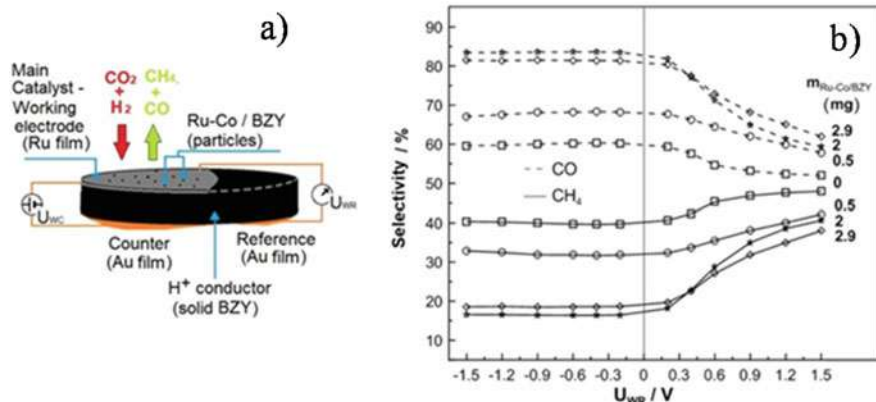 a)
Main
Catalyst -
Working
electrode
(Ru film)
CO2
+
H2
CH4
+
CO
Ru-Co / BZY
(particles)
UWC
UWR
Counter
(Au film)
Reference
(Au film)
H+ conductor
(solid BZY)
b)
Selectivity / %
90
80
70
60
50
40
30
20
10
CO
CH4
mRu-Co/BZY
(mg)
2.9
2
0.5
0
0.5
2
2.9
-1.5 -1.2 -0.9 -0.6 -0.3 0 0.3 0.6 0.9 1.2 1.5
UWR / V